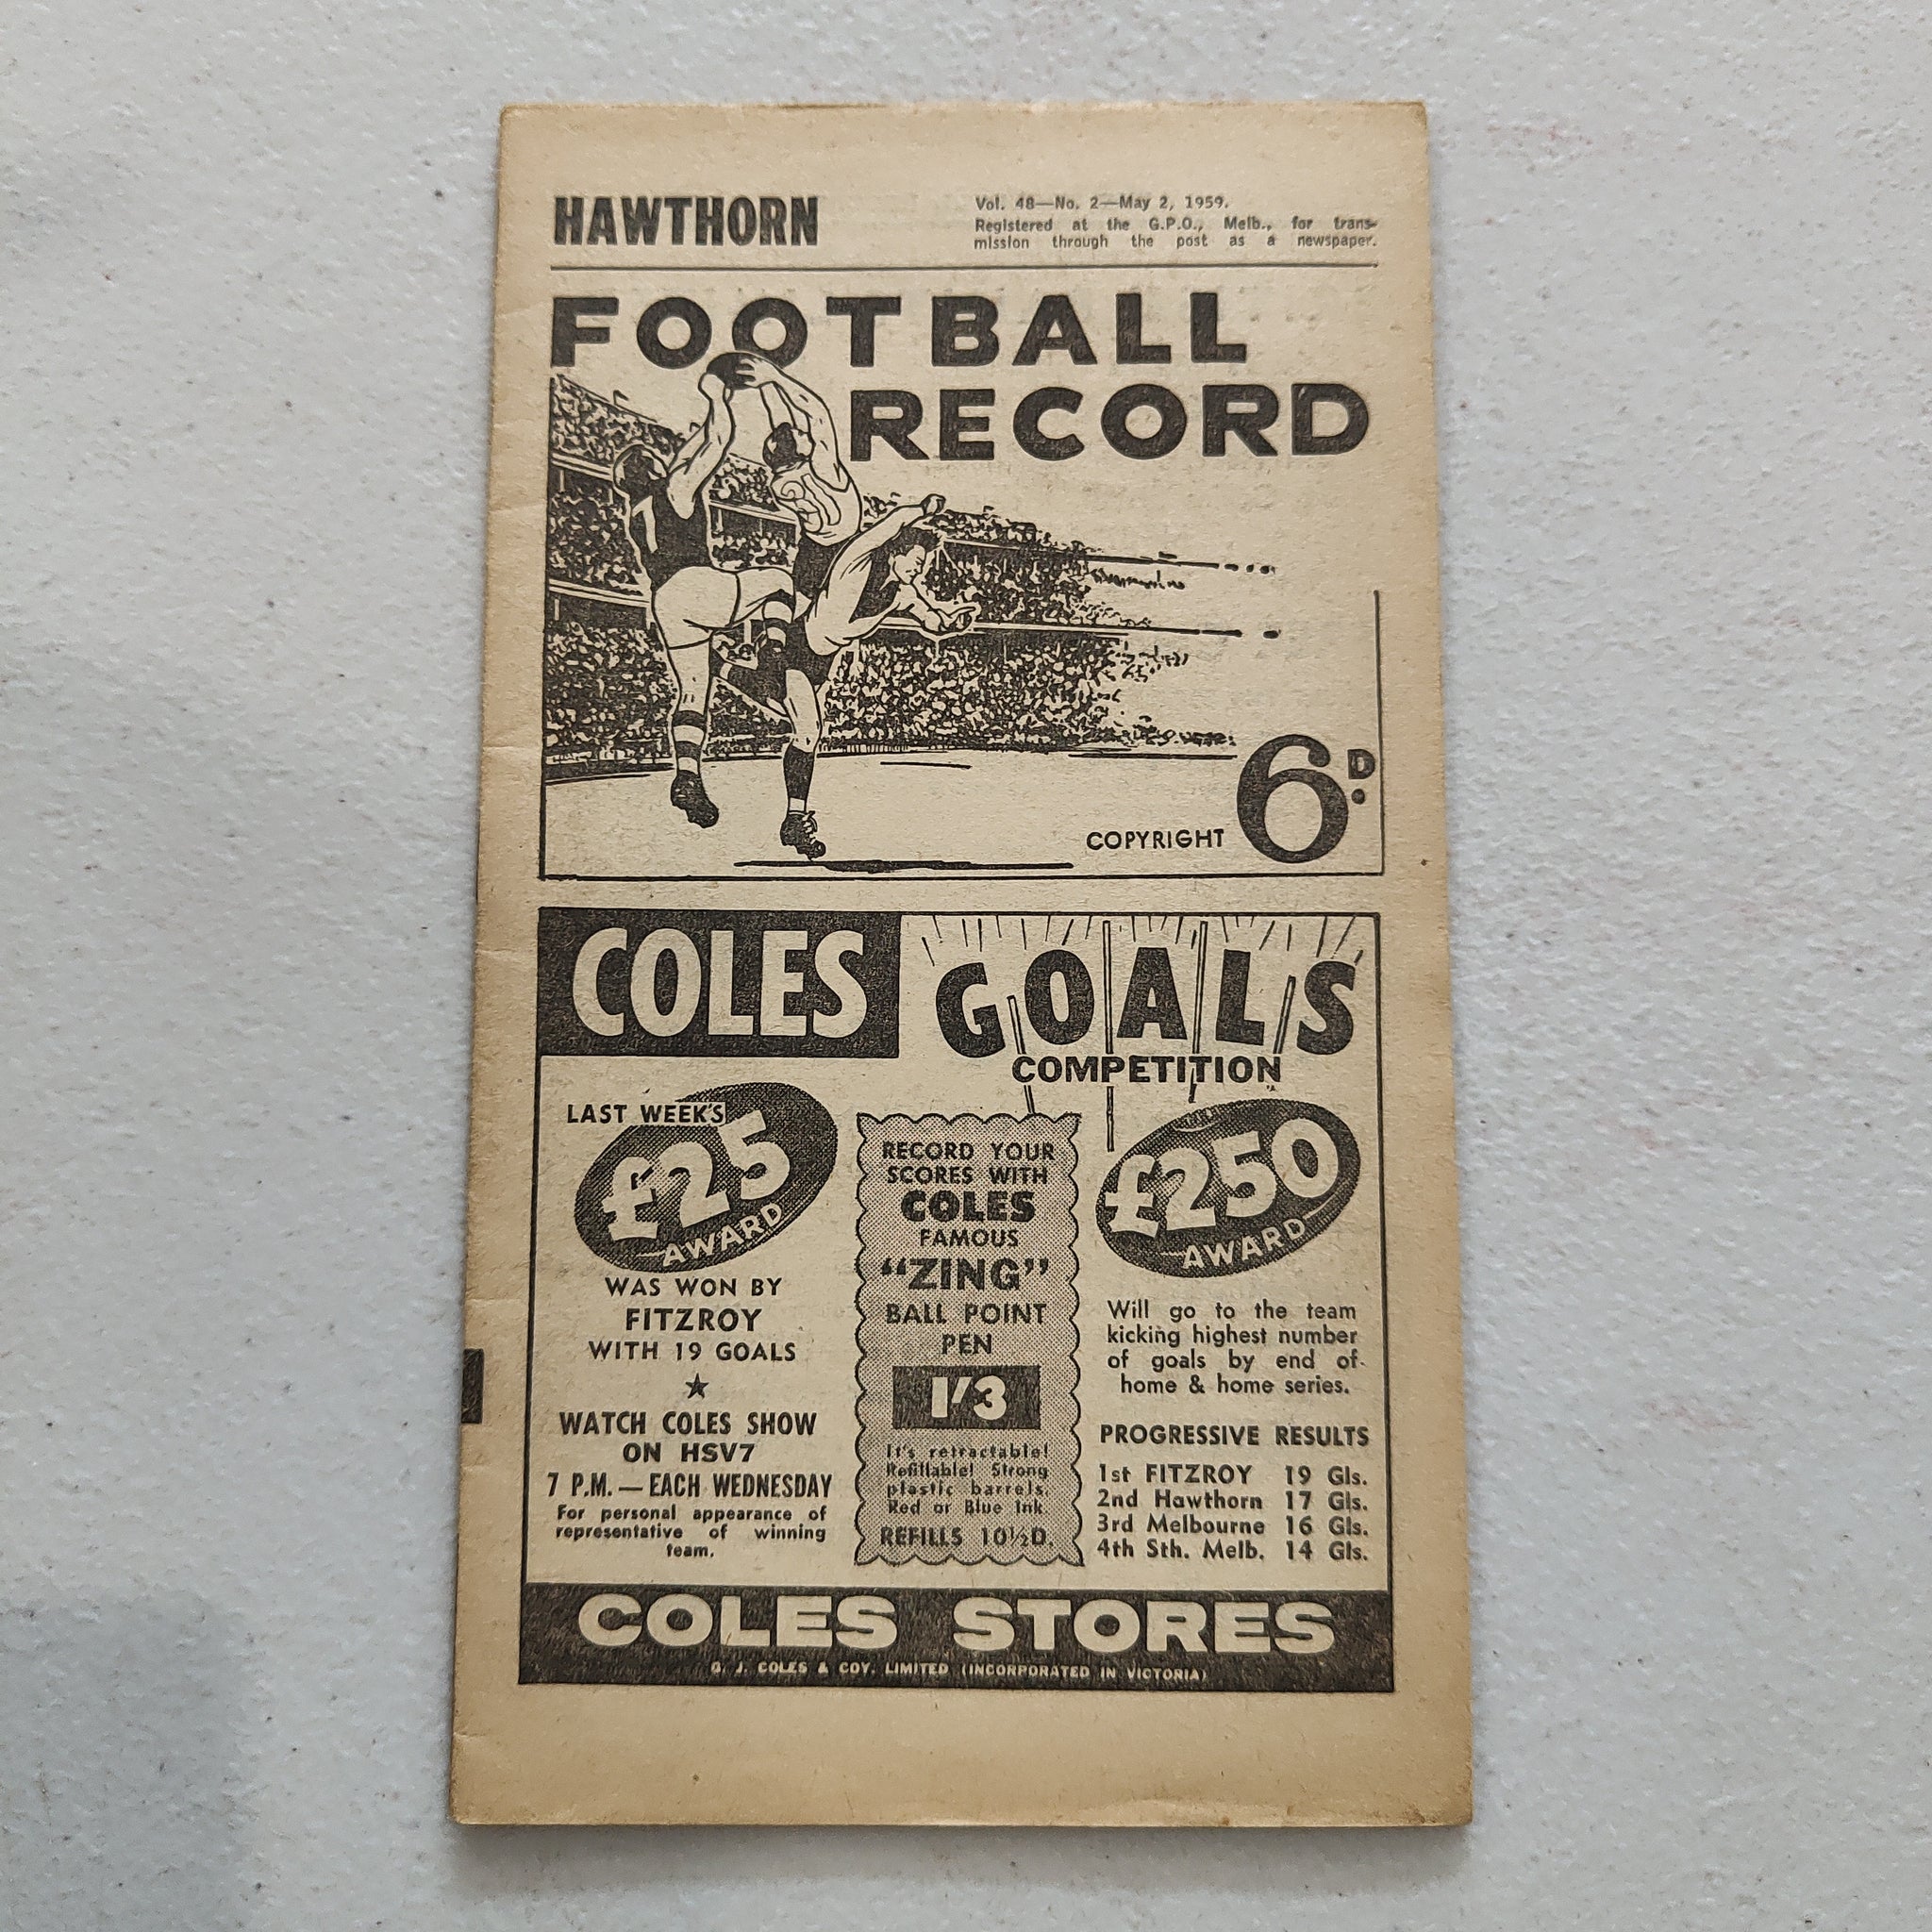 HAWTHORN
Vol. 48—No. 2—May 2, 1959.
Registered at the G.P.O., Melb., for trans-
mission through the post as a newspaper.
FOOTBALL
RECORD
7
COPYRIGHT
6D.
COLES
GOALS
COMPETITION
LAST WEEK'S
£25
AWARD
WAS WON BY
FITZROY
WITH 19 GOALS
★
WATCH COLES SHOW
ON HSV7
7 P.M. — EACH WEDNESDAY
For personal appearance of
representative of winning
team.
RECORD YOUR
SCORES WITH
COLES
FAMOUS
"ZING"
BALL POINT
PEN
1/3
It's retractable!
Refillable! Strong
plastic barrels.
Red or Blue Ink.
REFILLS 10½D.
£250
AWARD
Will go to the team
kicking highest number
of goals by end of
home & home series.
PROGRESSIVE RESULTS
1st FITZROY 19 Gls.
2nd Hawthorn 17 Gls.
3rd Melbourne 16 Gls.
4th Sth. Melb. 14 Gls.
COLES STORES
G. J. COLES & COY. LIMITED (INCORPORATED IN VICTORIA)